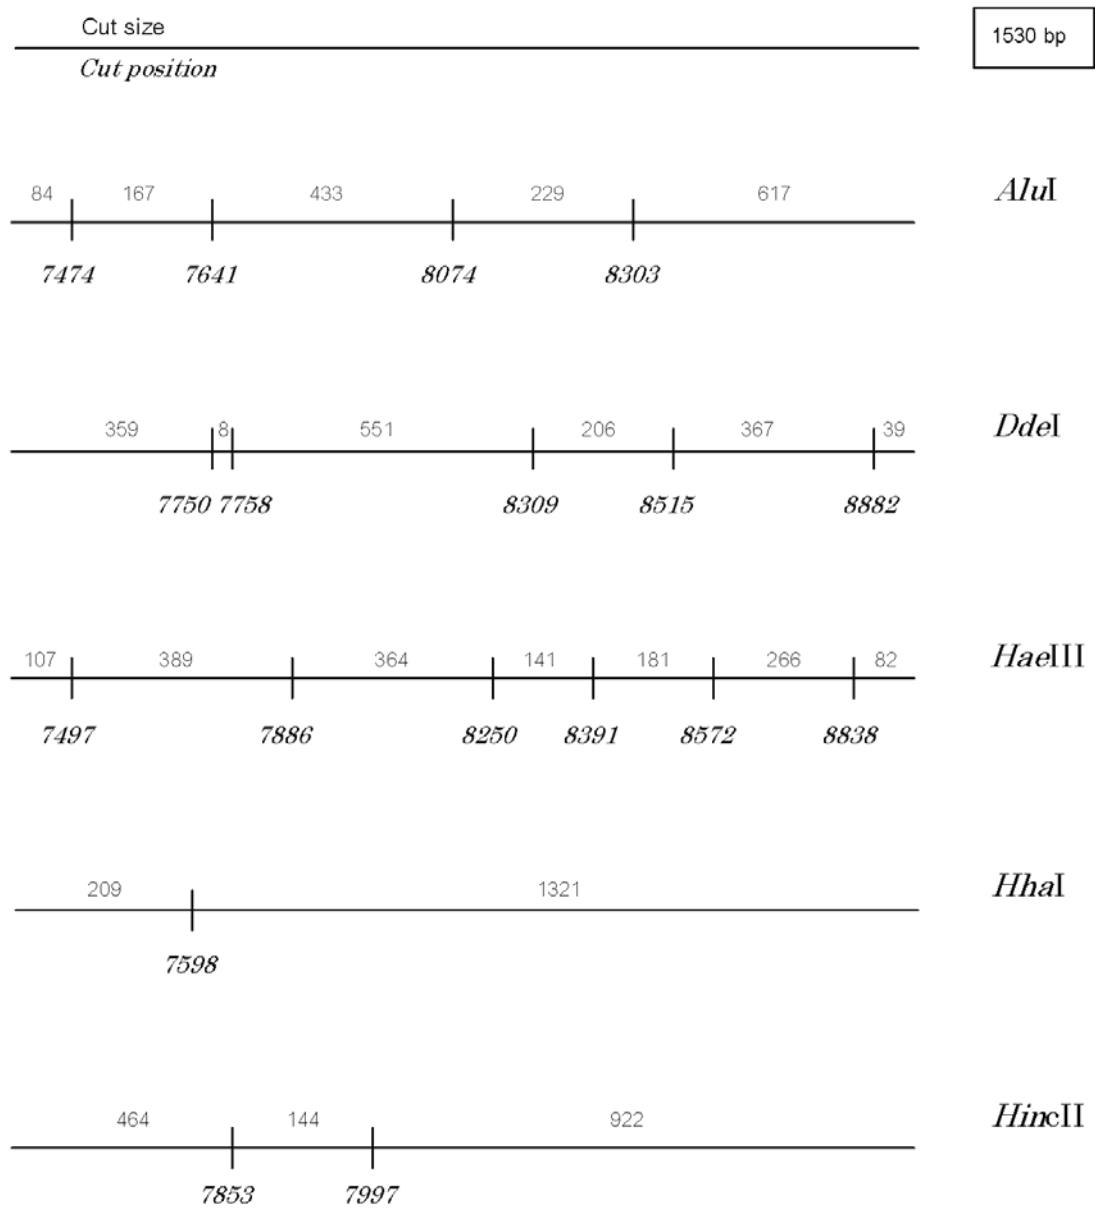 Cut size
Cut position
1530 bp
84 167 433 229 617
AluI
7474 7641 8074 8303
359 8 551 206 367 39
DdeI
7750 7758 8309 8515 8882
107 389 364 141 181 266 82
HaeIII
7497 7886 8250 8391 8572 8838
209 1321
HhaI
7598
464 144 922
HincII
7853 7997